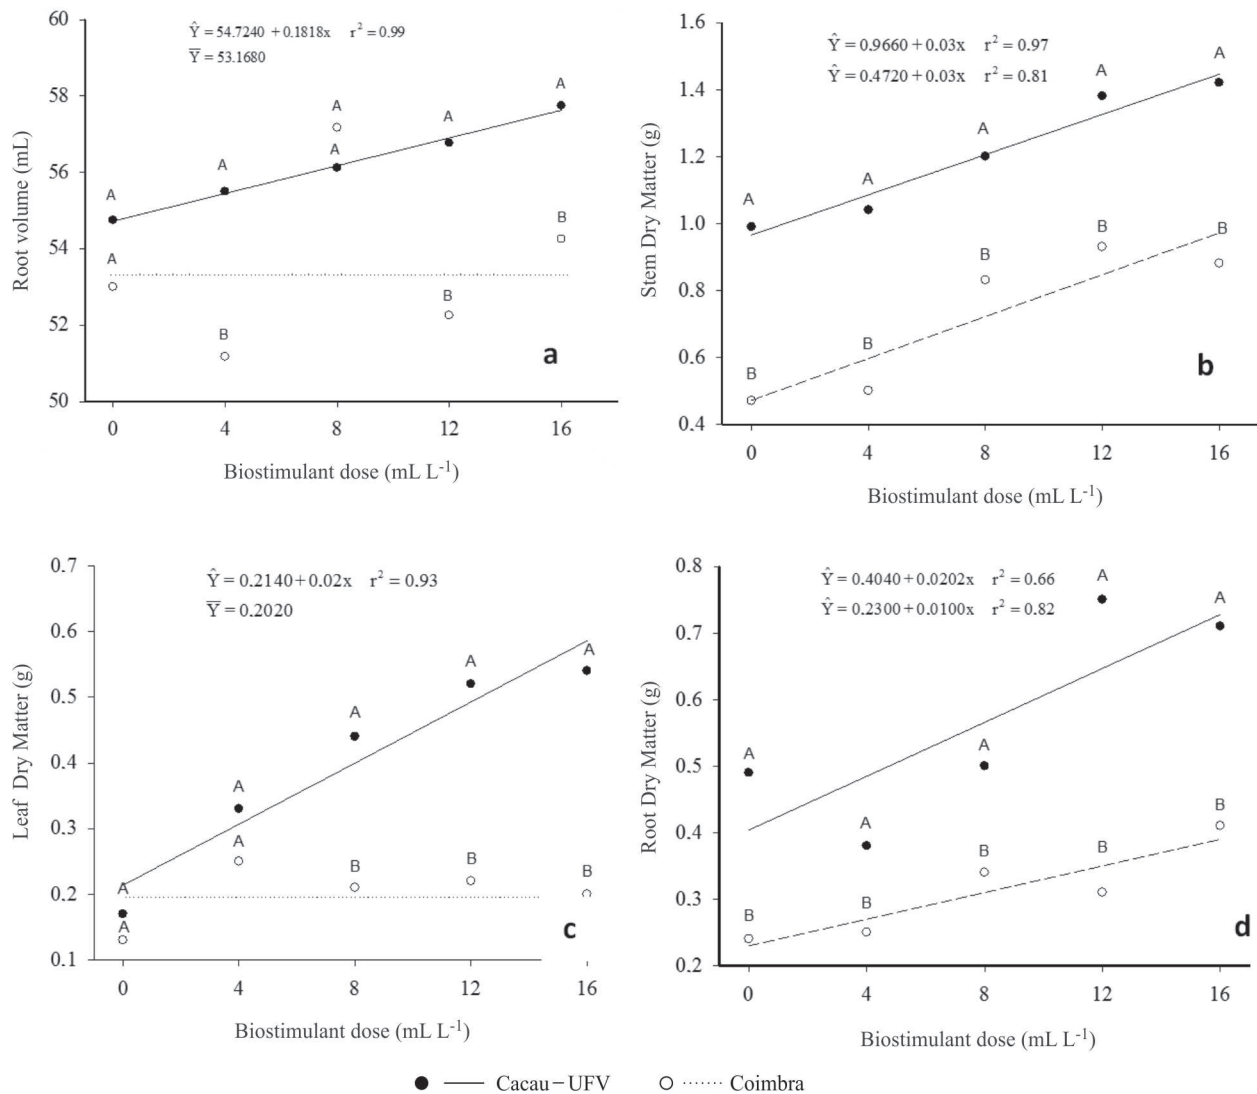 Ŷ = 54.7240 + 0.1818x r² = 0.99
Y̅ = 53.1680
60
58
56
54
52
50
Root volume (mL)
A
A
A
A
A
A
B
A
B
B
a
0 4 8 12 16
Biostimulant dose (mL L⁻¹)
Ŷ = 0.9660 + 0.03x r² = 0.97
Ŷ = 0.4720 + 0.03x r² = 0.81
1.6
1.4
1.2
1.0
0.8
0.6
0.4
Stem Dry Matter (g)
A
A
A
A
A
B
B
B
B
B
b
0 4 8 12 16
Biostimulant dose (mL L⁻¹)
Ŷ = 0.2140 + 0.02x r² = 0.93
Y̅ = 0.2020
0.7
0.6
0.5
0.4
0.3
0.2
0.1
Leaf Dry Matter (g)
A
A
A
A
A
A
A
B
B
B
c
0 4 8 12 16
Biostimulant dose (mL L⁻¹)
Ŷ = 0.4040 + 0.0202x r² = 0.66
Ŷ = 0.2300 + 0.0100x r² = 0.82
0.8
0.7
0.6
0.5
0.4
0.3
0.2
Root Dry Matter (g)
A
A
A
A
A
B
B
B
B
B
d
0 4 8 12 16
Biostimulant dose (mL L⁻¹)
Cacau – UFV Coimbra